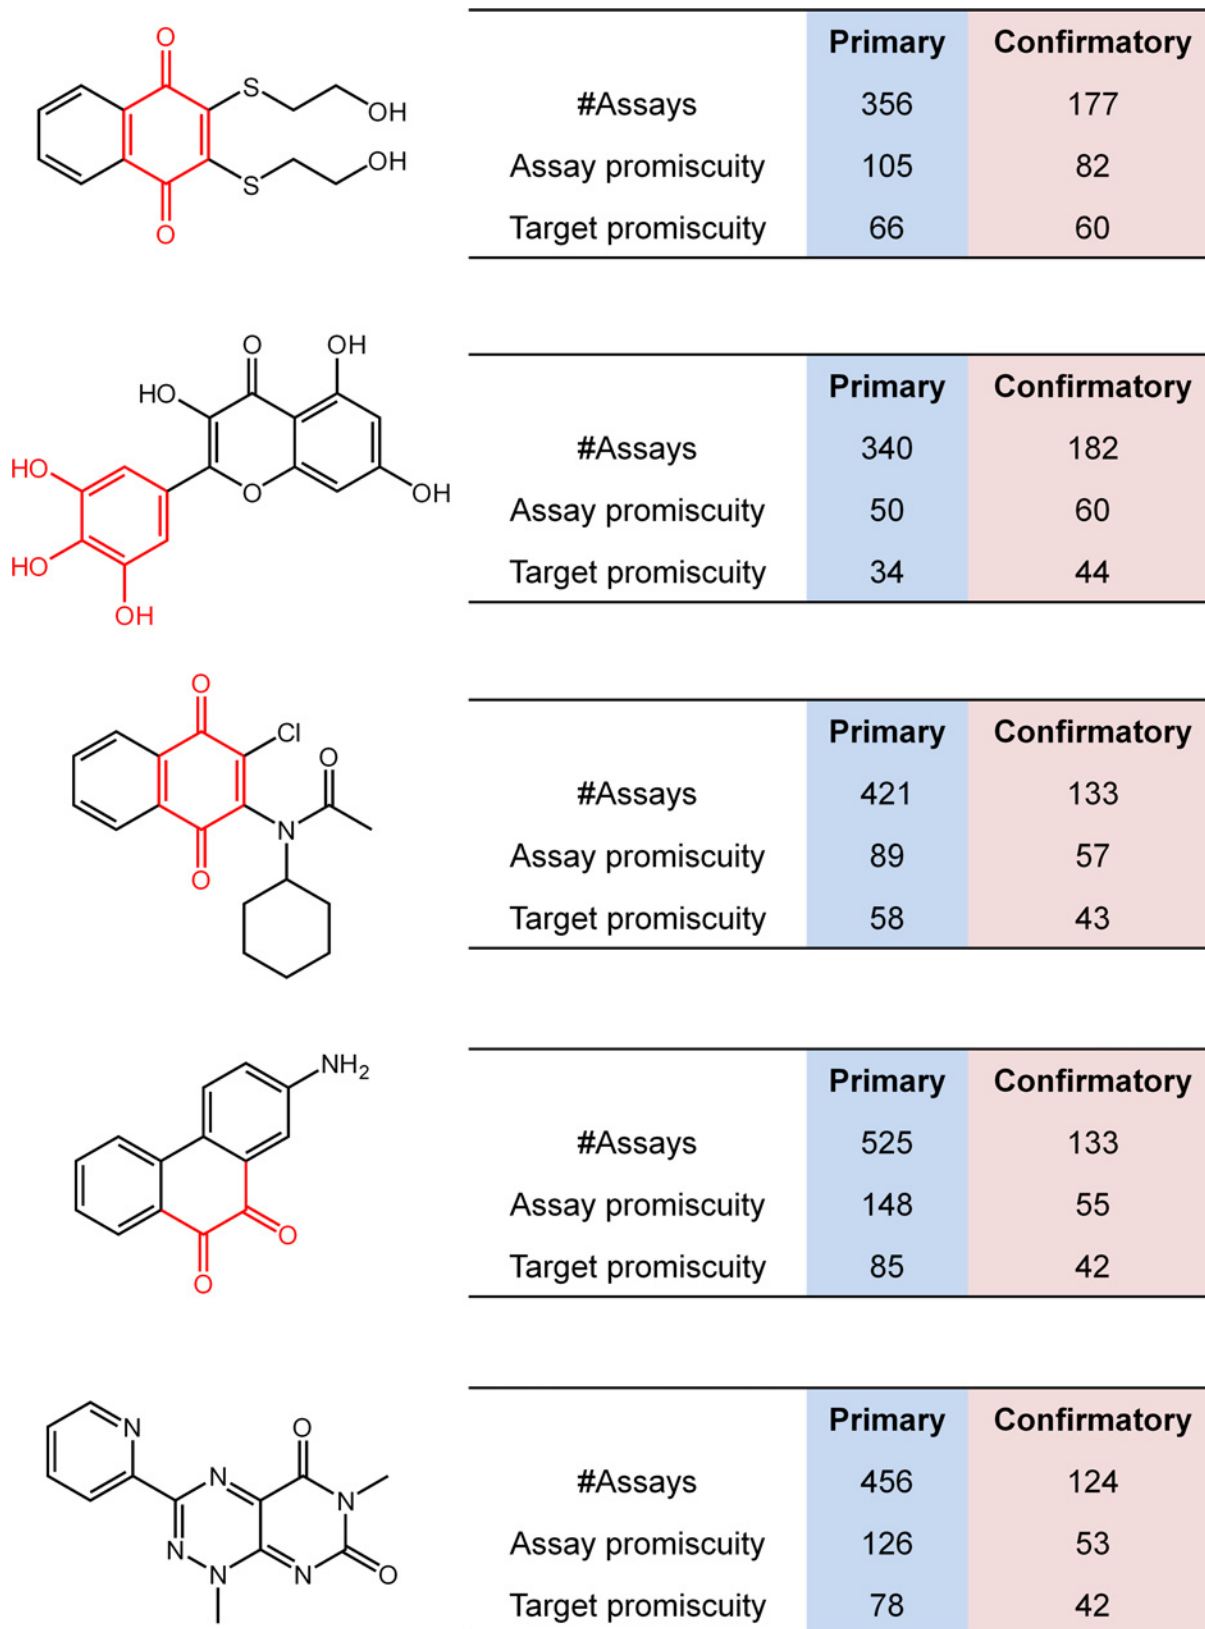 O
S
OH
S
OH
O
Primary Confirmatory
#Assays 356 177
Assay promiscuity 105 82
Target promiscuity 66 60
O
OH
HO
HO
O
OH
HO
OH
Primary Confirmatory
#Assays 340 182
Assay promiscuity 50 60
Target promiscuity 34 44
O
Cl
O
N
O
Primary Confirmatory
#Assays 421 133
Assay promiscuity 89 57
Target promiscuity 58 43
NH2
O
O
Primary Confirmatory
#Assays 525 133
Assay promiscuity 148 55
Target promiscuity 85 42
N
O
N
N
N
N
N
O
Primary Confirmatory
#Assays 456 124
Assay promiscuity 126 53
Target promiscuity 78 42